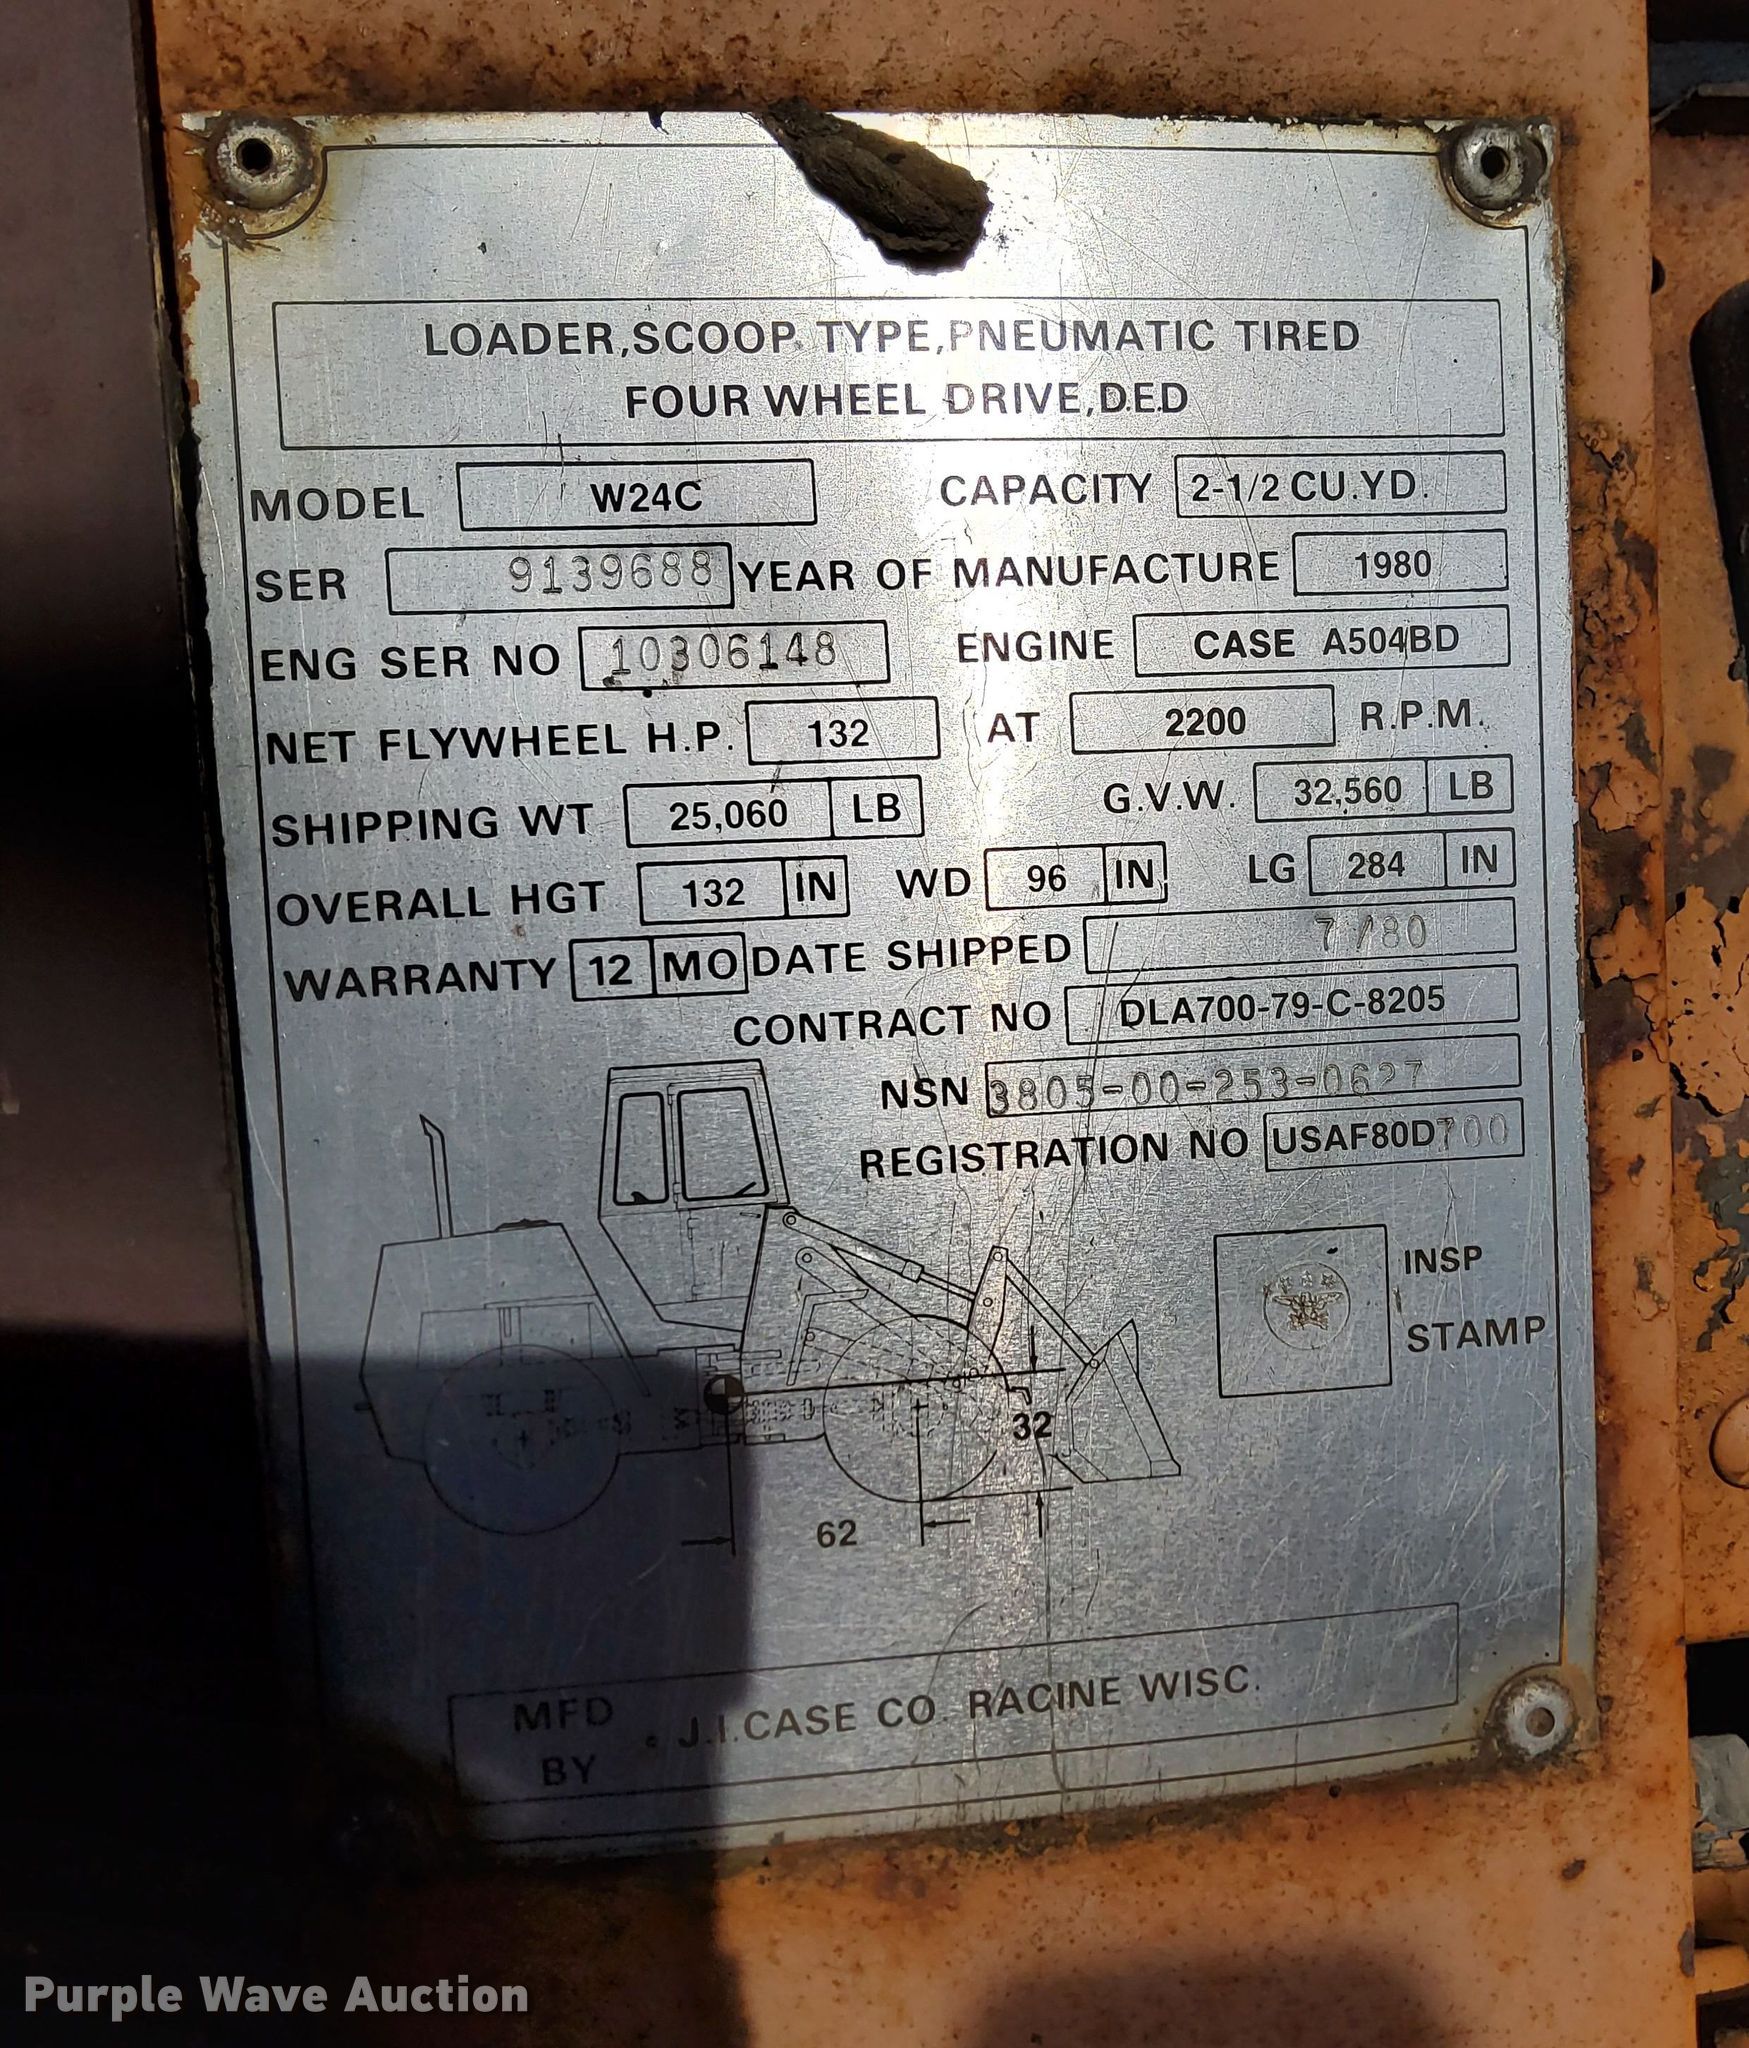 LOADER, SCOOP TYPE, PNEUMATIC TIRED
FOUR WHEEL DRIVE, D.E.D
MODEL W24C CAPACITY 2-1/2 CU. YD.
SER 9139688 YEAR OF MANUFACTURE 1980
ENG SER NO 10306148 ENGINE CASE A504BD
NET FLYWHEEL H.P. 132 AT 2200 R.P.M.
SHIPPING WT 25,060 LB G.V.W. 32,560 LB
OVERALL HGT 132 IN WD 96 IN LG 284 IN
WARRANTY 12 MO DATE SHIPPED 7/80
CONTRACT NO DLA700-79-C-8205
NSN 3805-00-253-0627
REGISTRATION NO USAF80D700
INSP
STAMP
32
62
MFD BY J.I. CASE CO. RACINE WISC.
Purple Wave Auction